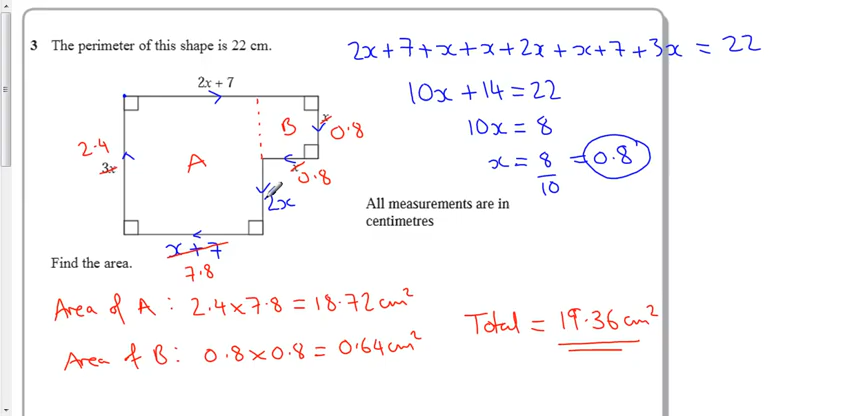 3 The perimeter of this shape is 22 cm.
2x + 7 + x + x + 2x + x + 7 + 3x = 22
10x + 14 = 22
10x = 8
x = 8/10 = 0.8
2x + 7
B
x
0.8
2.4
3x
A
x
0.8
2x
All measurements are in
centimetres
x + 7
7.8
Find the area.
Area of A : 2.4 x 7.8 = 18.72 cm²
Total = 19.36 cm²
Area of B : 0.8 x 0.8 = 0.64 cm²